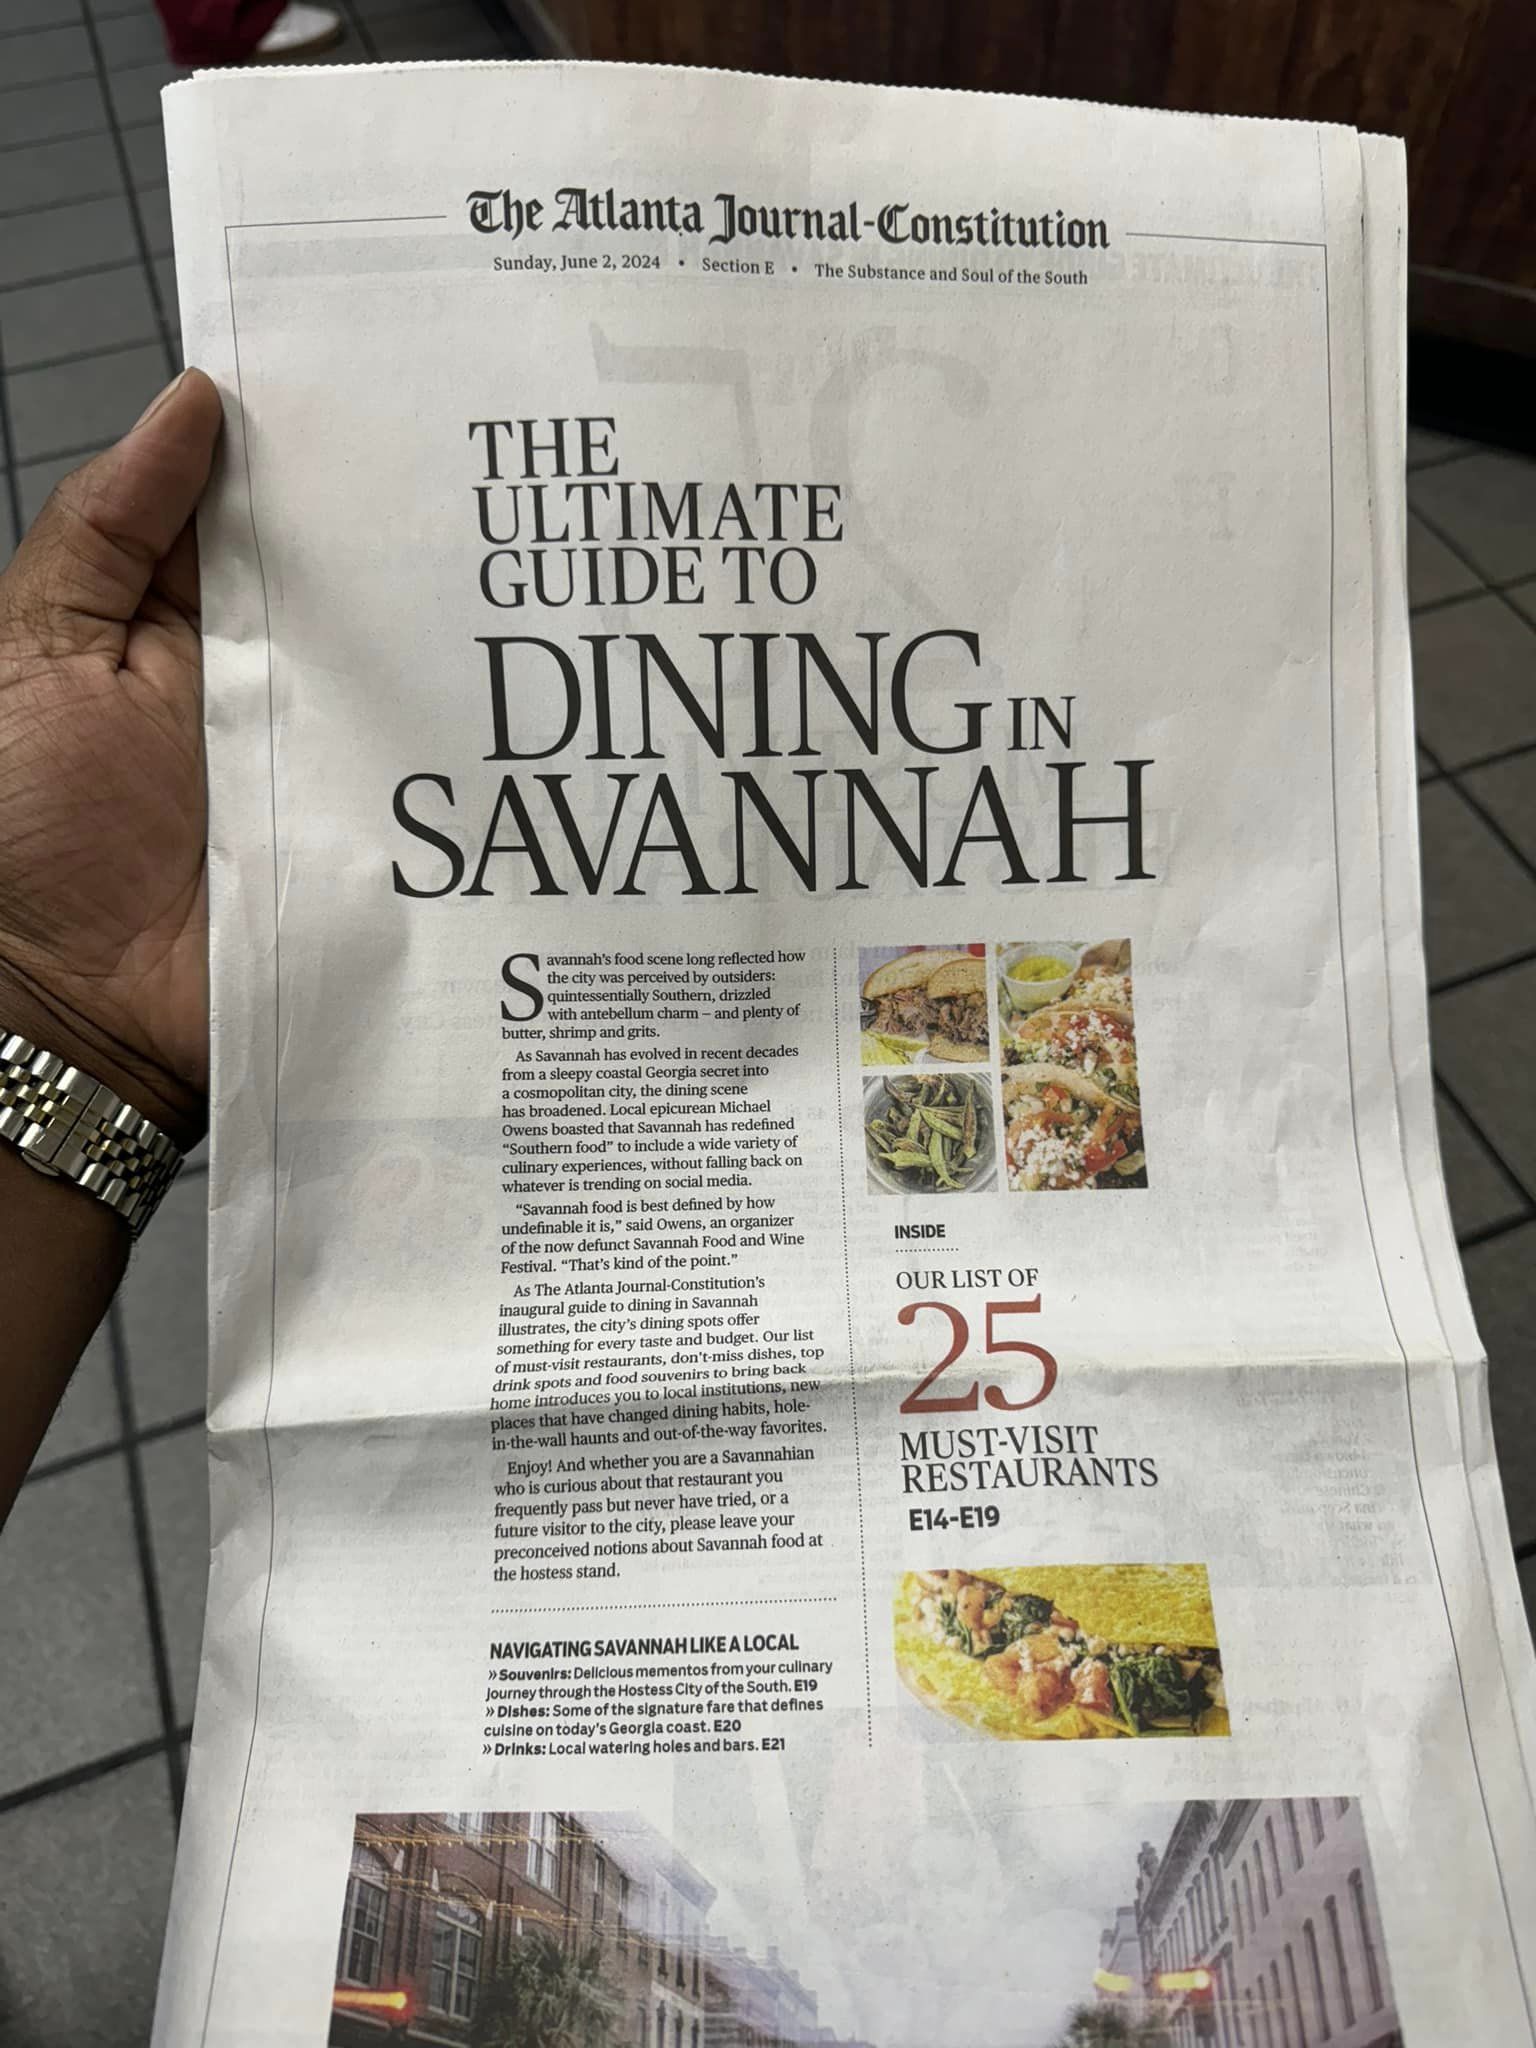 The Atlanta Journal-Constitution
Sunday, June 2, 2024 • Section E • The Substance and Soul of the South
THE
ULTIMATE
GUIDE TO
DINING IN
SAVANNAH
Savannah's food scene long reflected how
the city was perceived by outsiders:
quintessentially Southern, drizzled
with antebellum charm – and plenty of
butter, shrimp and grits.
As Savannah has evolved in recent decades
from a sleepy coastal Georgia secret into
a cosmopolitan city, the dining scene
has broadened. Local epicurean Michael
Owens boasted that Savannah has redefined
“Southern food” to include a wide variety of
culinary experiences, without falling back on
whatever is trending on social media.
“Savannah food is best defined by how
undefinable it is,” said Owens, an organizer
of the now defunct Savannah Food and Wine
Festival. “That's kind of the point.”
As The Atlanta Journal-Constitution's
inaugural guide to dining in Savannah
illustrates, the city's dining spots offer
something for every taste and budget. Our list
of must-visit restaurants, don't-miss dishes, top
drink spots and food souvenirs to bring back
home introduces you to local institutions, new
places that have changed dining habits, hole-
in-the-wall haunts and out-of-the-way favorites.
Enjoy! And whether you are a Savannahian
who is curious about that restaurant you
frequently pass but never have tried, or a
future visitor to the city, please leave your
preconceived notions about Savannah food at
the hostess stand.
NAVIGATING SAVANNAH LIKE A LOCAL
» Souvenirs: Delicious mementos from your culinary
journey through the Hostess City of the South. E19
» Dishes: Some of the signature fare that defines
cuisine on today's Georgia coast. E20
» Drinks: Local watering holes and bars. E21
INSIDE
OUR LIST OF
25
MUST-VISIT
RESTAURANTS
E14-E19